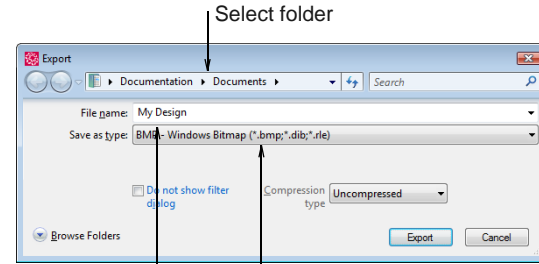 Select folder
Export
Documentation Documents Search
File name: My Design
Save as type: BMP - Windows Bitmap (*.bmp;*.dib;*.rle)
Do not show filter Compression Uncompressed
dialog type
Browse Folders Export Cancel